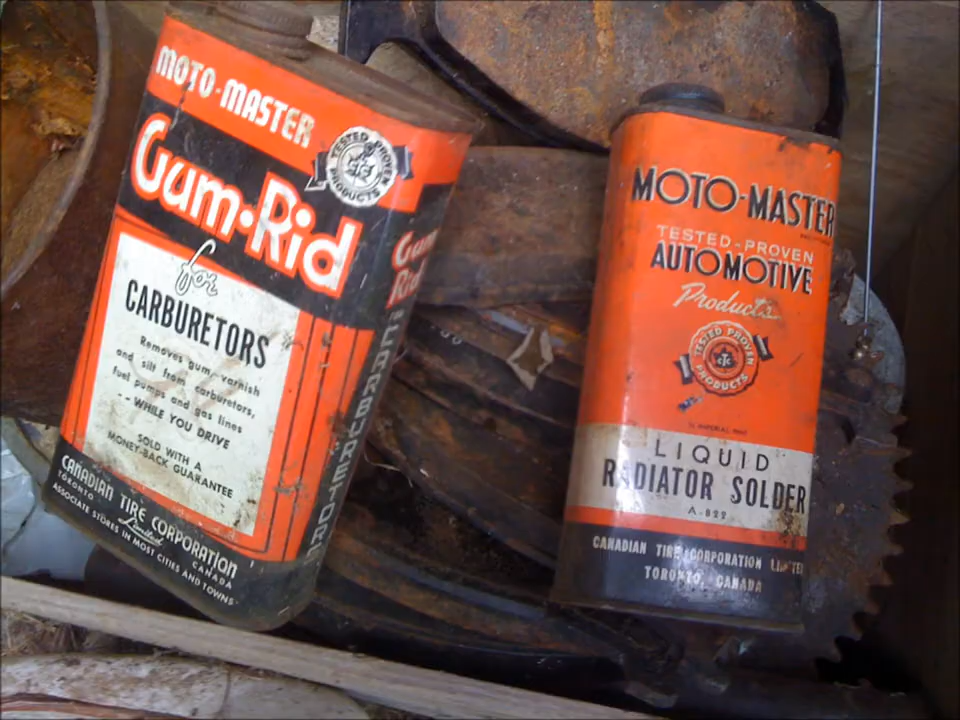 MOTO-MASTER
TESTED PROVEN
PRODUCTS
Gum-Rid
for
CARBURETORS
Removes gum, varnish
and silt from carburetors,
fuel pumps and gas lines
-- WHILE YOU DRIVE
SOLD WITH A
MONEY-BACK GUARANTEE
CANADIAN TIRE CORPORATION
Limited
TORONTO, CANADA
ASSOCIATE STORES IN MOST CITIES AND TOWNS
Gum
Rid
CARBURETORS
MOTO-MASTER
TESTED-PROVEN
AUTOMOTIVE
Products
TESTED PROVEN
CTC
PRODUCTS
LIQUID
RADIATOR SOLDER
A-822
CANADIAN TIRE CORPORATION LIMITED
TORONTO, CANADA